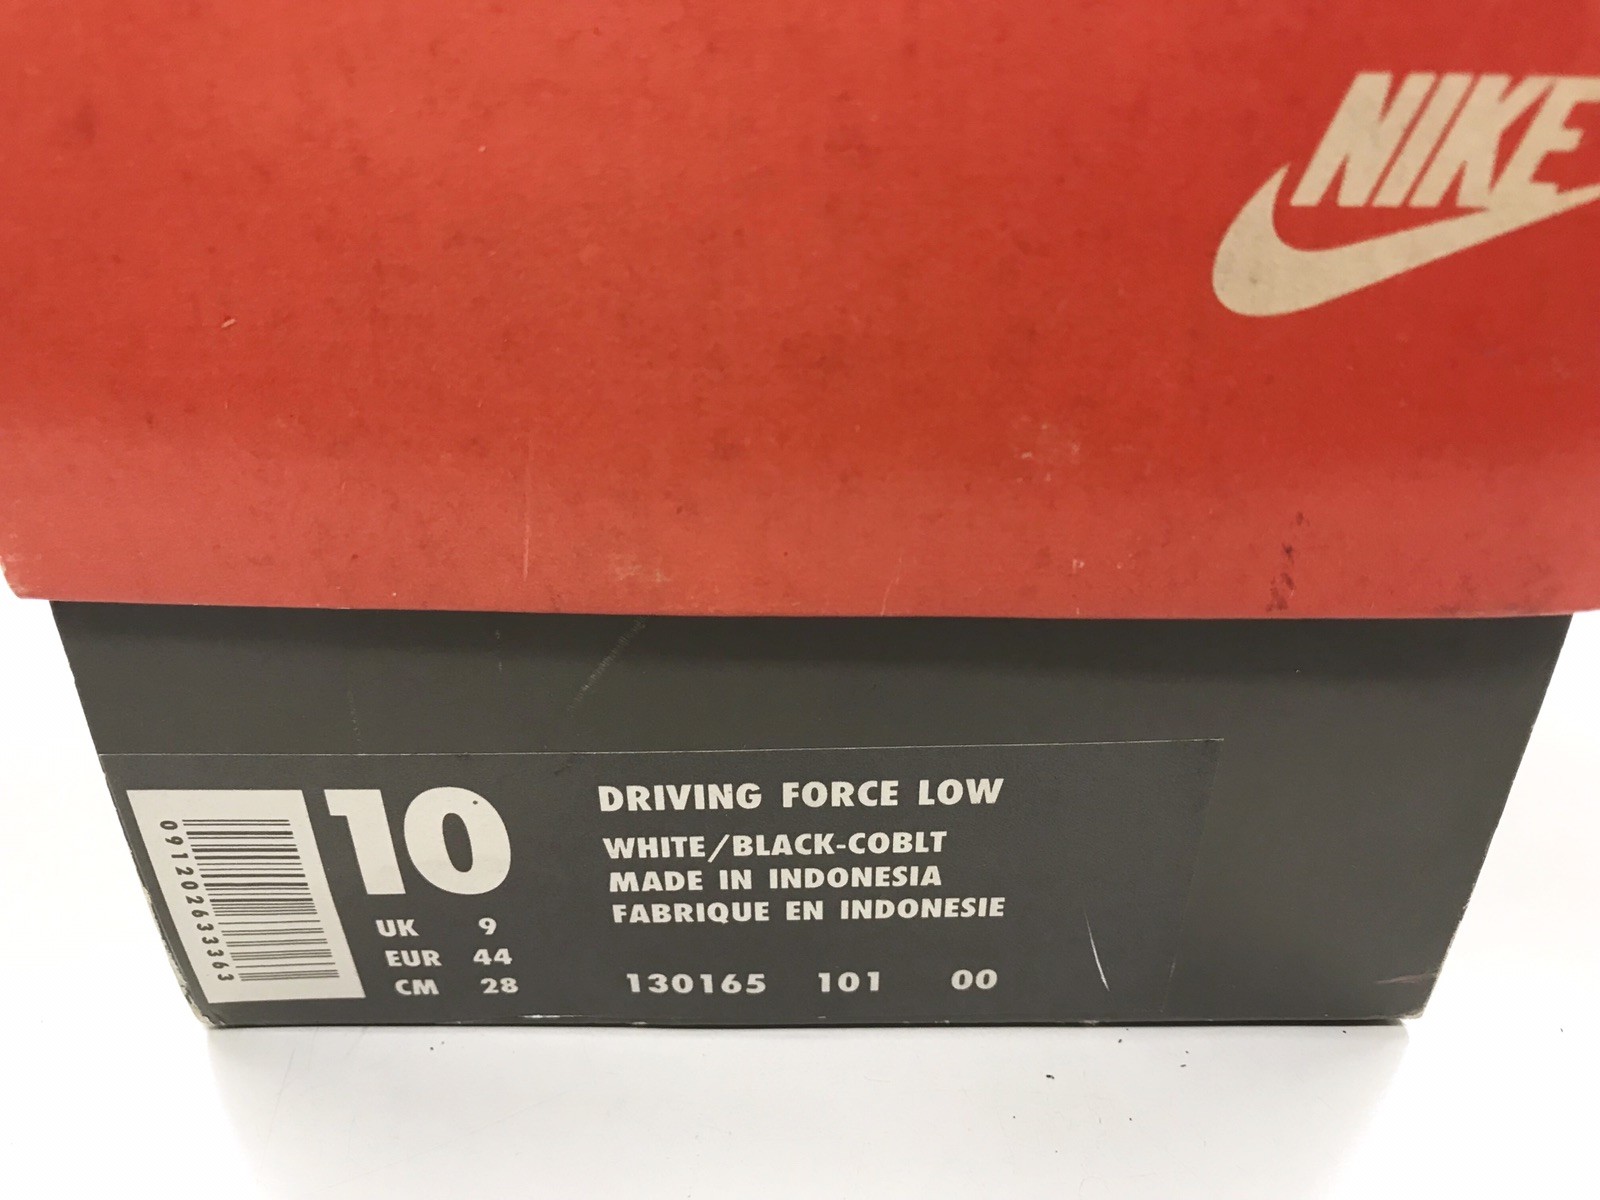 NIKE
10
UK 9
EUR 44
CM 28
DRIVING FORCE LOW
WHITE/BLACK-COBLT
MADE IN INDONESIA
FABRIQUE EN INDONESIE
130165 101 00
091202633363